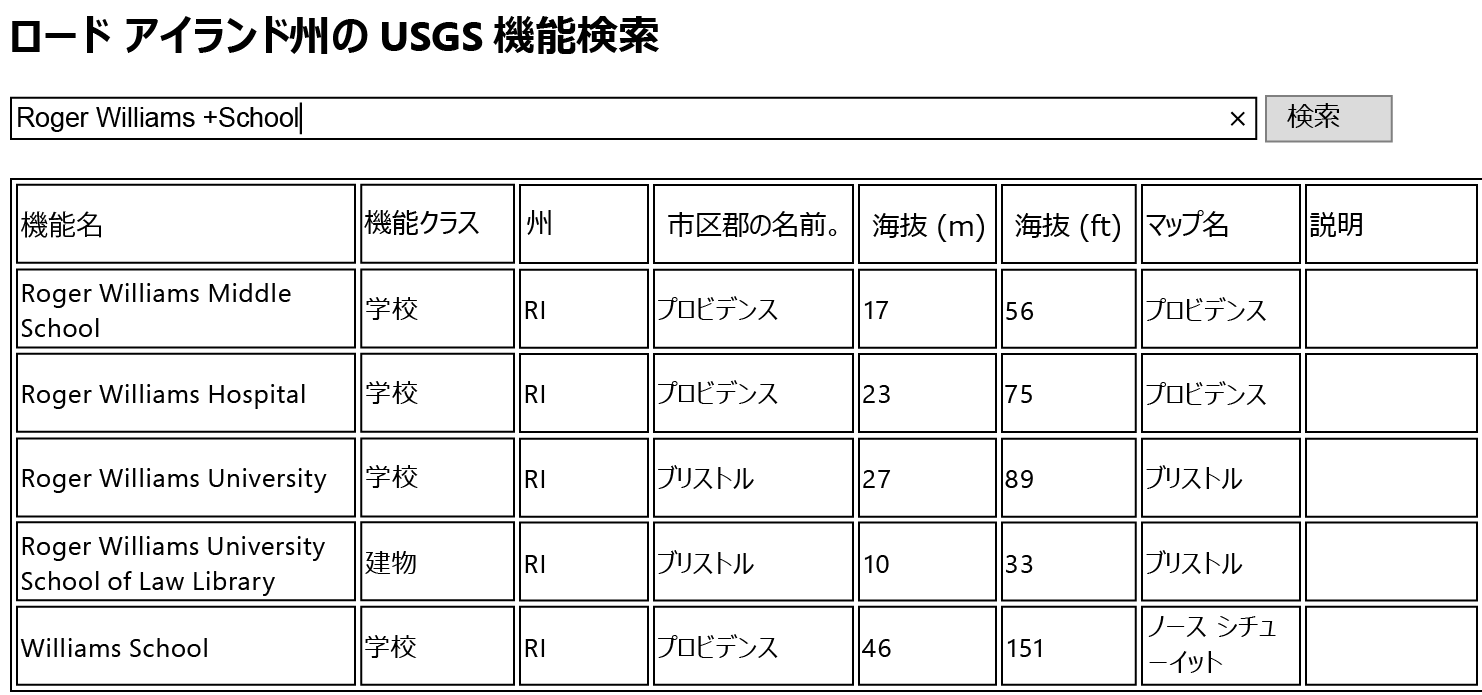 ロード アイランド州の USGS 機能検索
Roger Williams +School × 検索
機能名 機能クラス 州 市区郡の名前。 海抜 (m) 海抜 (ft) マップ名 説明
Roger Williams Middle
School 学校 RI プロビデンス 17 56 プロビデンス
Roger Williams Hospital 学校 RI プロビデンス 23 75 プロビデンス
Roger Williams University 学校 RI ブリストル 27 89 ブリストル
Roger Williams University
School of Law Library 建物 RI ブリストル 10 33 ブリストル
Williams School 学校 RI プロビデンス 46 151 ノース シチュ
ーイット